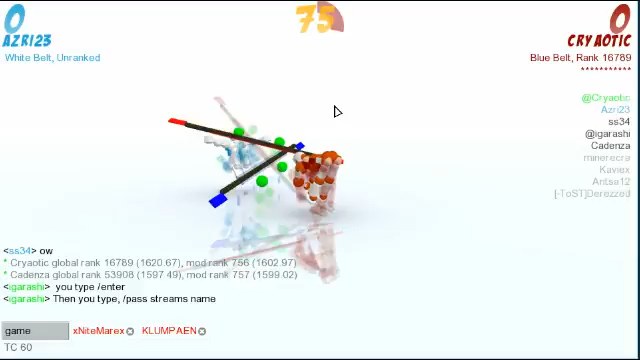 0
75
0
AZRI23
CRYAOTIC
White Belt, Unranked
Blue Belt, Rank 16789
**********
@Cryaotic
Azri23
ss34
@igarashi
Cadenza
minerecra
Kaviex
Antsa12
[-ToST]Derezzed
<ss34> ow
* Cryaotic global rank 16789 (1620.67), mod rank 756 (1602.97)
* Cadenza global rank 53908 (1597.49), mod rank 757 (1599.02)
<igarashi> you type /enter
<igarashi> Then you type, /pass streams name
game xNiteMarex KLUMPAEN
TC 60